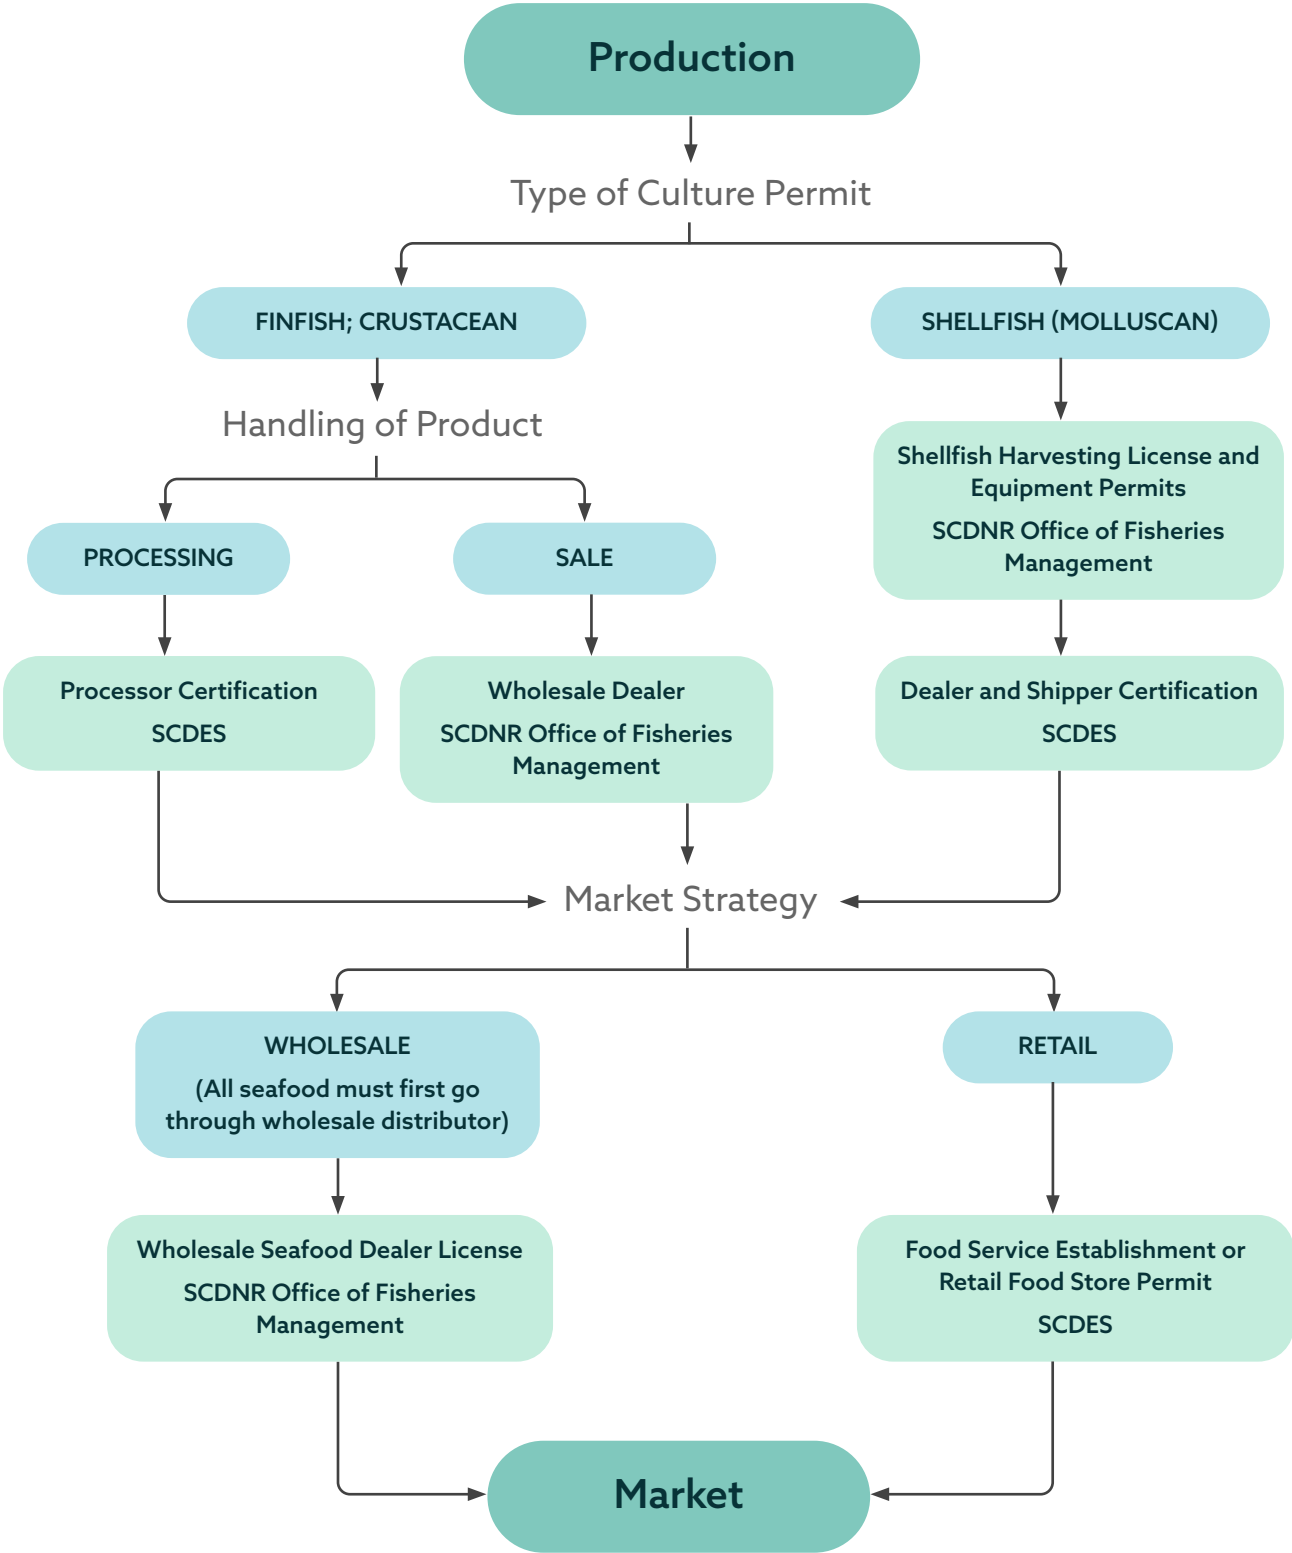 Production
Type of Culture Permit
FINFISH; CRUSTACEAN
SHELLFISH (MOLLUSCAN)
Handling of Product
Shellfish Harvesting License and
Equipment Permits
SCDNR Office of Fisheries
Management
PROCESSING
SALE
Processor Certification
SCDES
Wholesale Dealer
SCDNR Office of Fisheries
Management
Dealer and Shipper Certification
SCDES
Market Strategy
WHOLESALE
(All seafood must first go
through wholesale distributor)
RETAIL
Wholesale Seafood Dealer License
SCDNR Office of Fisheries
Management
Food Service Establishment or
Retail Food Store Permit
SCDES
Market